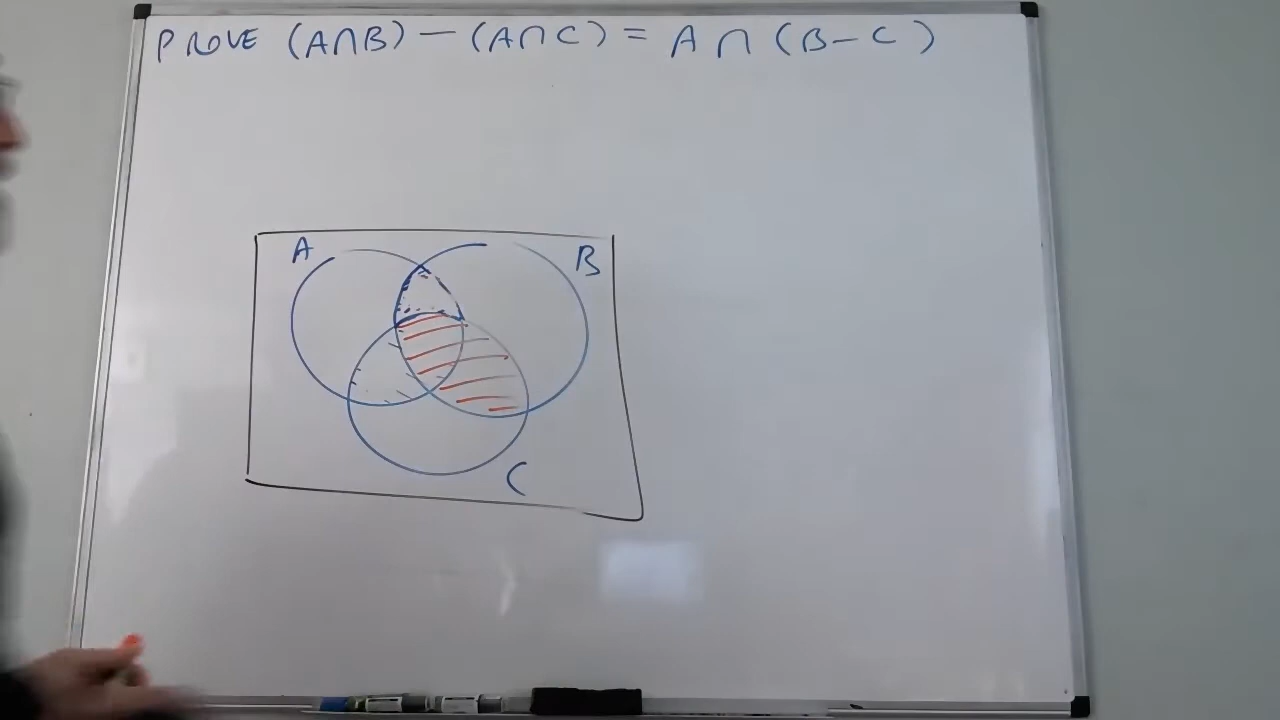 PROVE (A∩B) − (A∩C) = A ∩ (B − C)
A
B
C